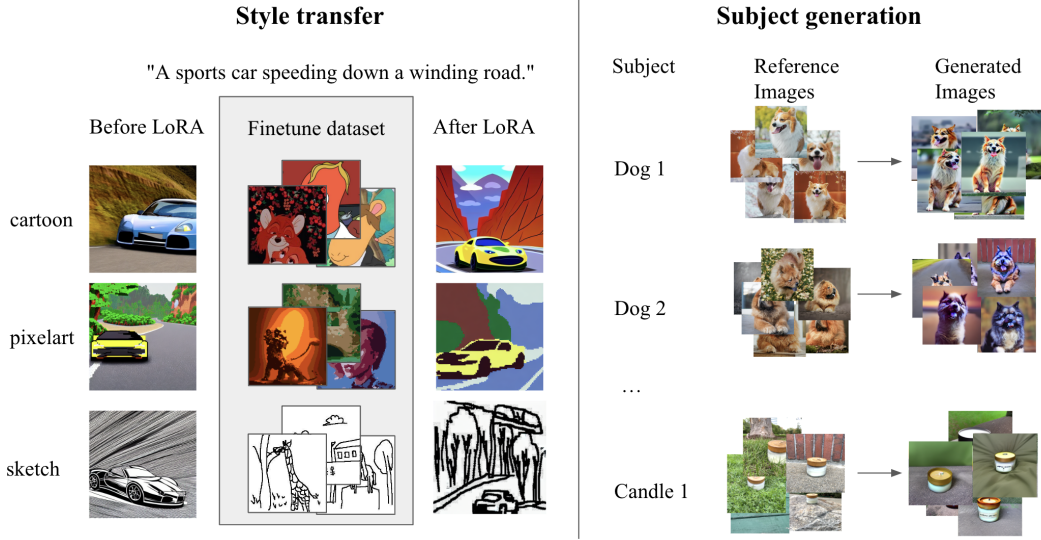 Style transfer
"A sports car speeding down a winding road."
Before LoRA
Finetune dataset
After LoRA
cartoon
pixelart
sketch
Subject generation
Subject
Reference
Images
Generated
Images
Dog 1
Dog 2
…
Candle 1